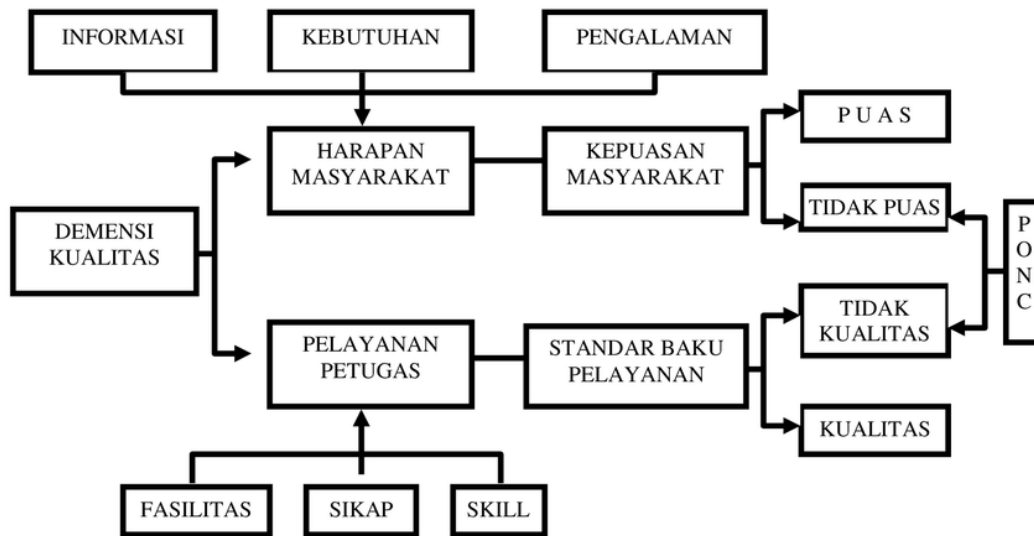 INFORMASI
KEBUTUHAN
PENGALAMAN
HARAPAN
MASYARAKAT
KEPUASAN
MASYARAKAT
P U A S
TIDAK PUAS
DEMENSI
KUALITAS
P
O
N
C
PELAYANAN
PETUGAS
STANDAR BAKU
PELAYANAN
TIDAK
KUALITAS
KUALITAS
FASILITAS
SIKAP
SKILL